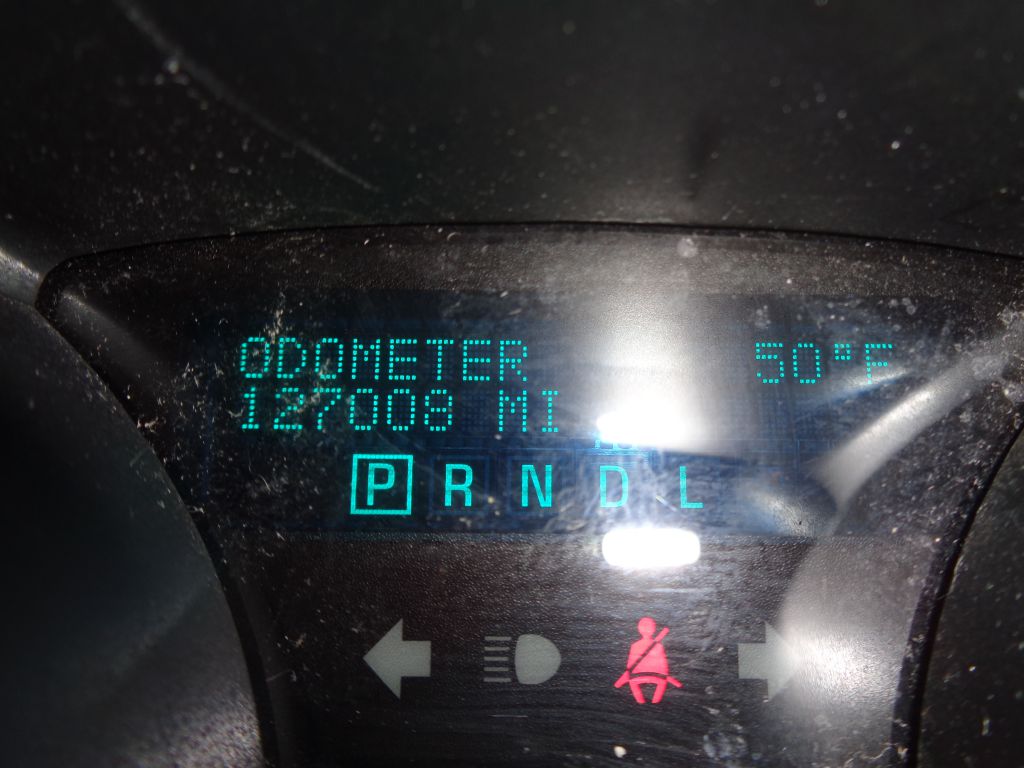 ODOMETER 50°F
127008 MI
P R N D L